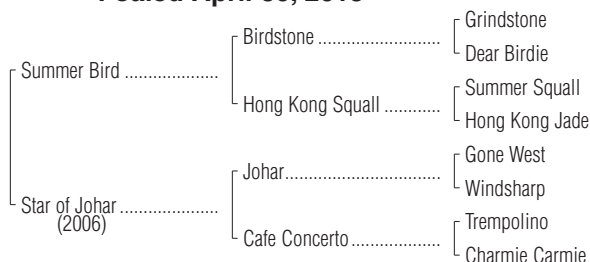 Foaled April
Grindstone
Birdstone ........................
Dear Birdie
Summer Bird ...................
Summer Squall
Hong Kong Squall ...........
Hong Kong Jade
Gone West
Johar...............................
Windsharp
Star of Johar ....................
(2006)
Trempolino
Cafe Concerto..................
Charmie Carmie